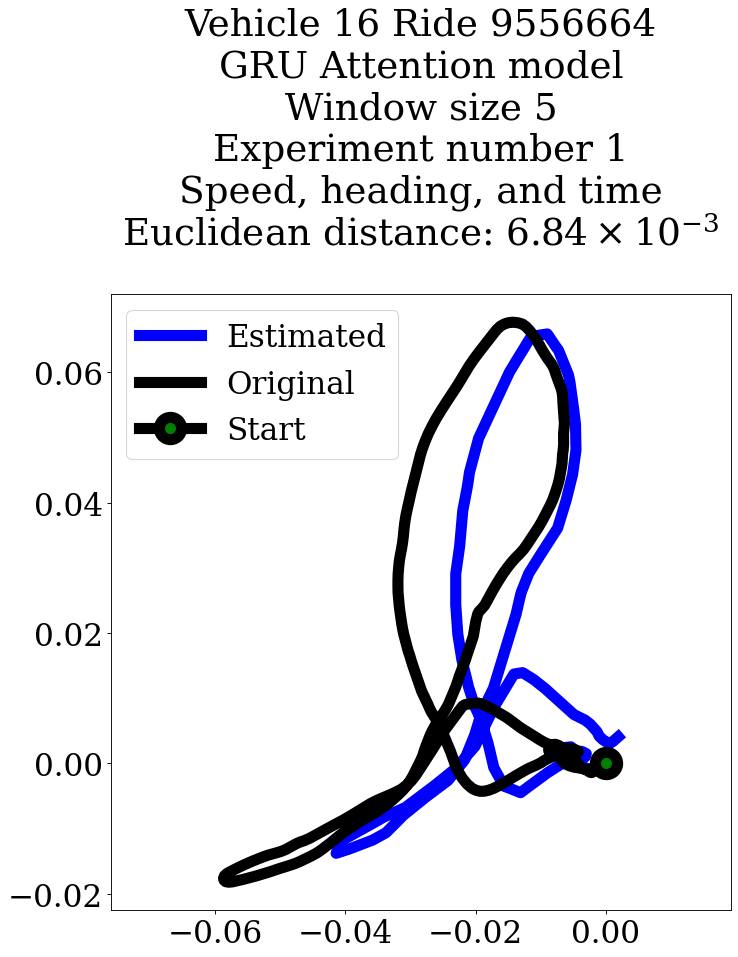 Vehicle 16 Ride 9556664
GRU Attention model
Window size 5
Experiment number 1
Speed, heading, and time
Euclidean distance: 6.84 × 10⁻³
Estimated
Original
Start
0.06
0.04
0.02
0.00
−0.02
−0.06 −0.04 −0.02 0.00